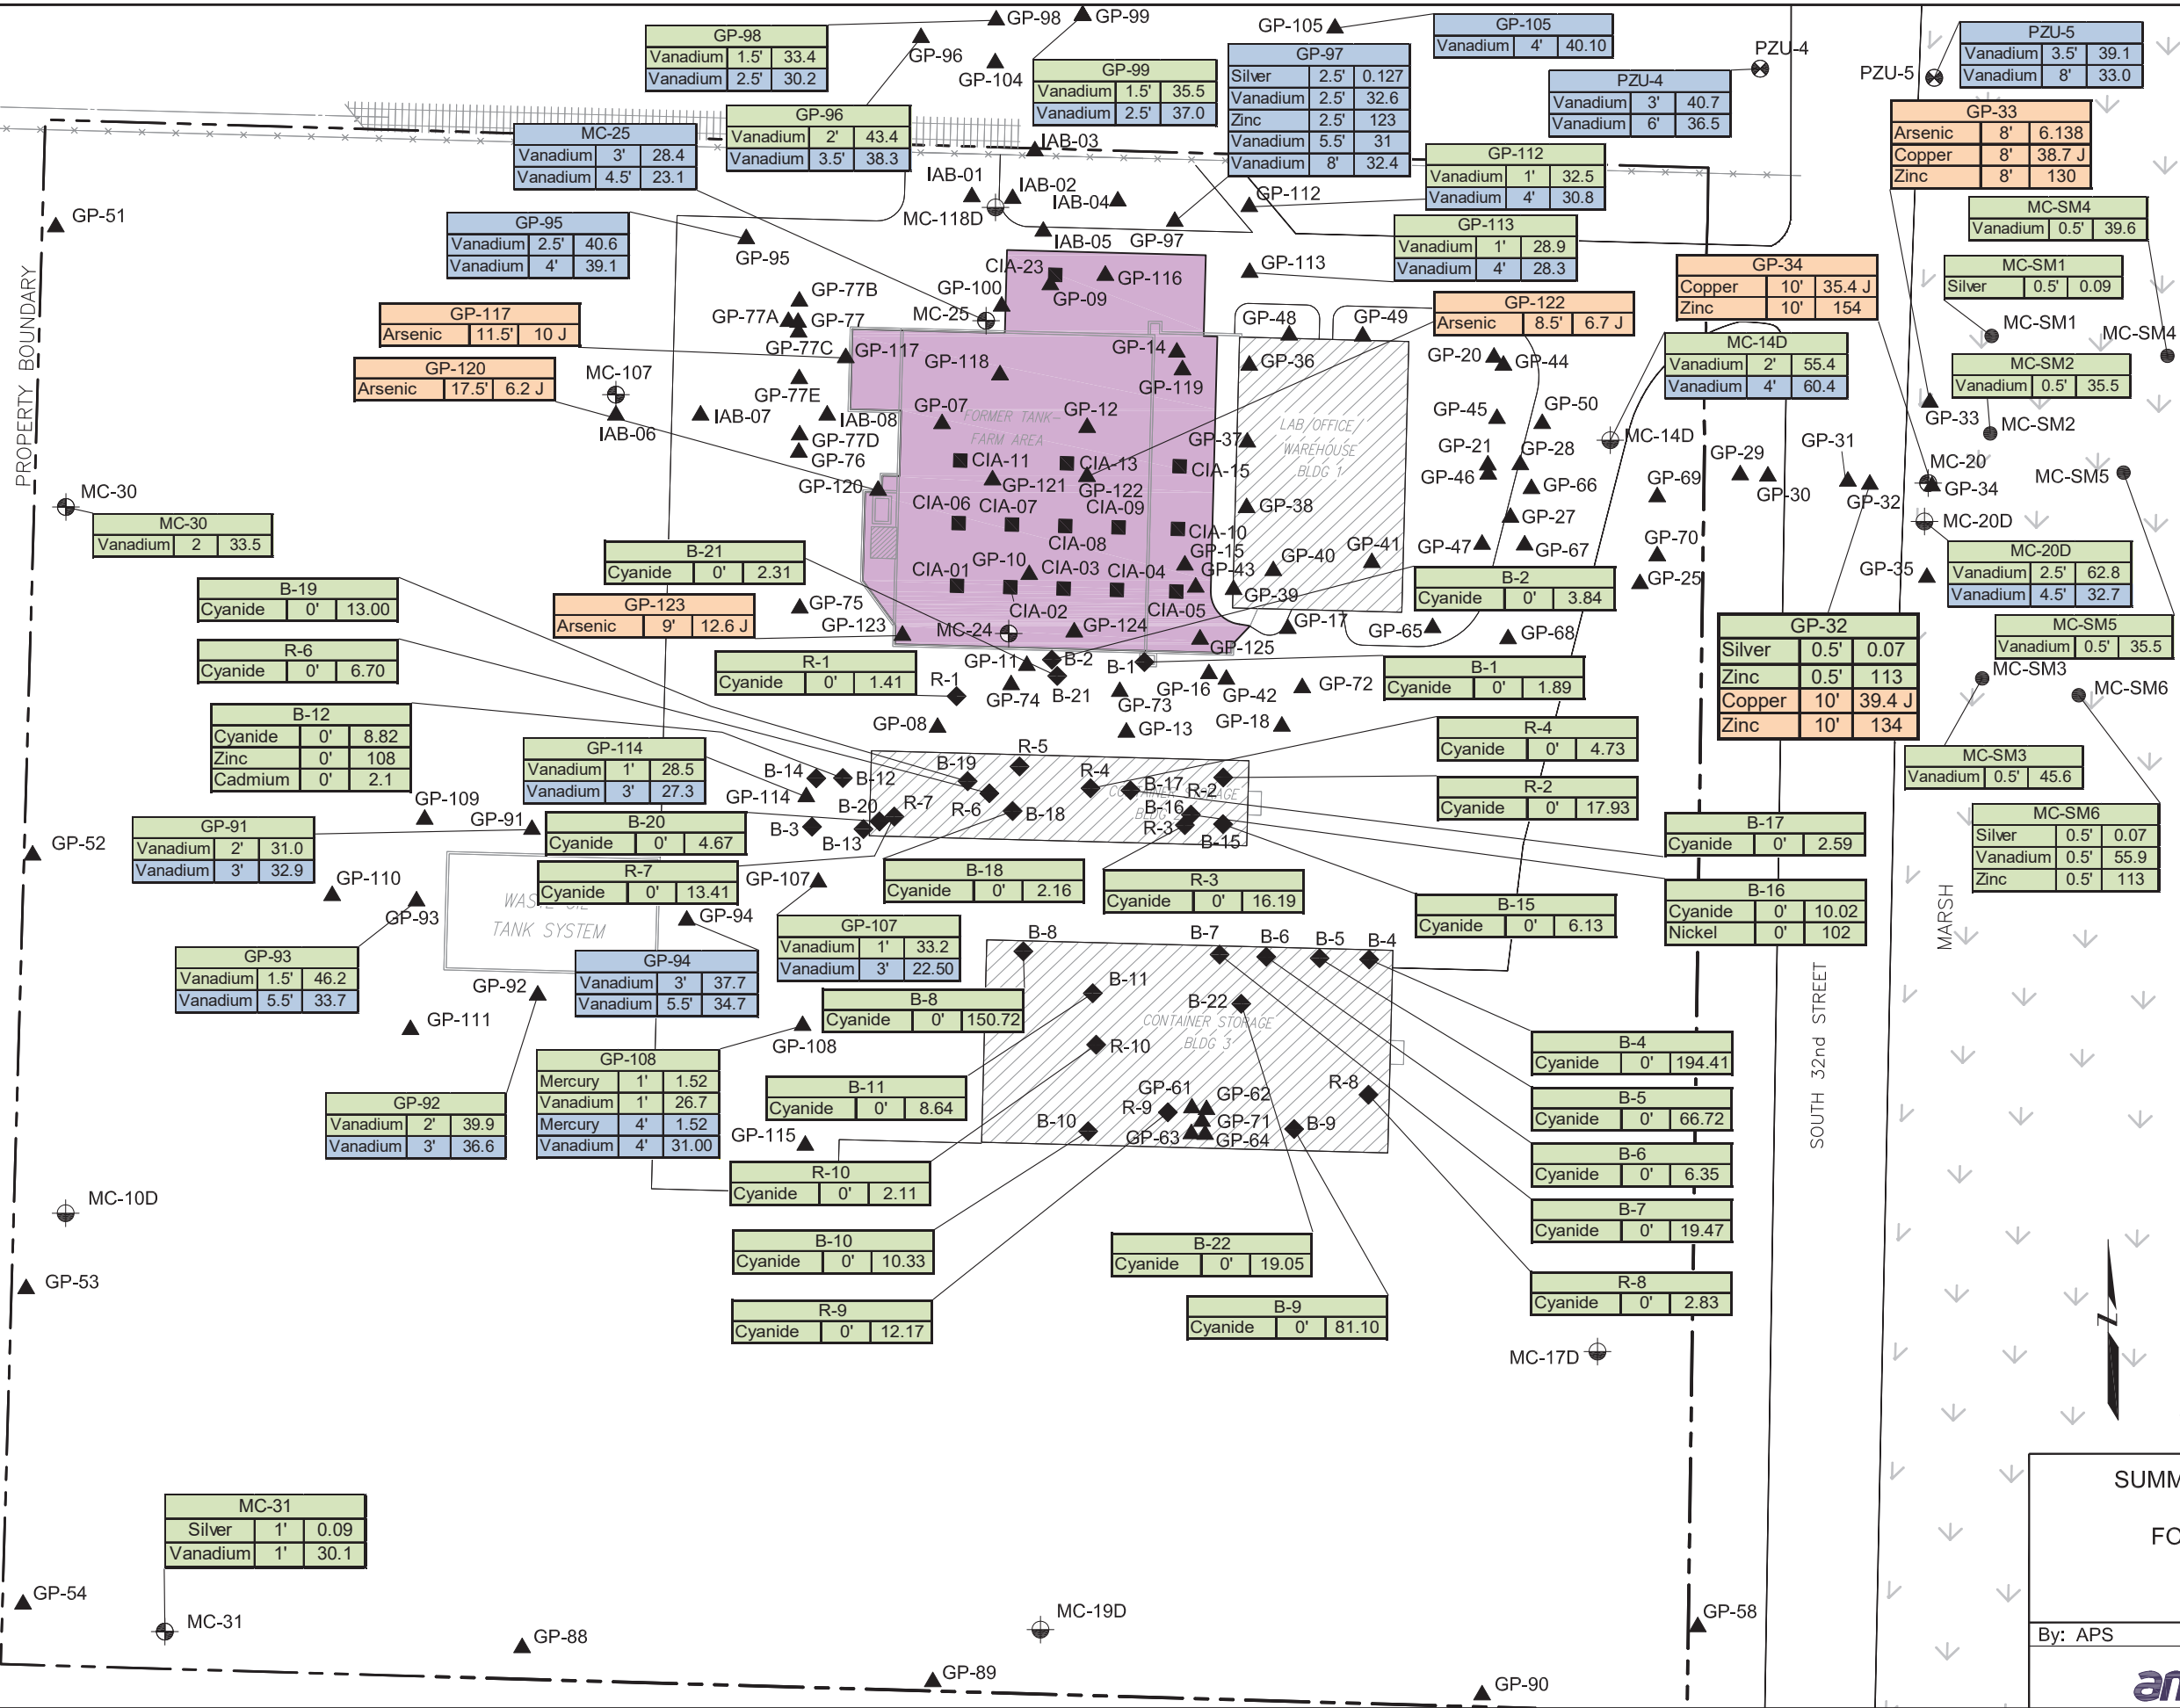 GP-98
Vanadium 1.5' 33.4
Vanadium 2.5' 30.2
GP-98
GP-99
GP-96
GP-104
GP-99
Vanadium 1.5' 35.5
Vanadium 2.5' 37.0
GP-105
GP-105
Vanadium 4' 40.10
GP-97
Silver 2.5' 0.127
Vanadium 2.5' 32.6
Zinc 2.5' 123
Vanadium 5.5' 31
Vanadium 8' 32.4
PZU-4
PZU-4
Vanadium 3' 40.7
Vanadium 6' 36.5
PZU-5
PZU-5
Vanadium 3.5' 39.1
Vanadium 8' 33.0
GP-33
Arsenic 8' 6.138
Copper 8' 38.7 J
Zinc 8' 130
GP-96
Vanadium 2' 43.4
Vanadium 3.5' 38.3
MC-25
Vanadium 3' 28.4
Vanadium 4.5' 23.1
IAB-03
IAB-01
IAB-02
IAB-04
MC-118D
IAB-05
GP-97
GP-112
GP-112
Vanadium 1' 32.5
Vanadium 4' 30.8
GP-113
Vanadium 1' 28.9
Vanadium 4' 28.3
GP-113
MC-SM4
Vanadium 0.5' 39.6
MC-SM1
Silver 0.5' 0.09
MC-SM1
MC-SM4
MC-SM2
Vanadium 0.5' 35.5
MC-SM2
MC-SM5
GP-51
PROPERTY BOUNDARY
GP-95
Vanadium 2.5' 40.6
Vanadium 4' 39.1
GP-95
GP-117
Arsenic 11.5' 10 J
GP-120
Arsenic 17.5' 6.2 J
MC-107
IAB-06
IAB-07
IAB-08
GP-77B
GP-77A
GP-77
GP-77C
GP-77E
GP-77D
GP-76
GP-117
GP-120
GP-100
MC-25
CIA-23
GP-09
GP-116
GP-118
GP-14
GP-119
GP-07
GP-12
FORMER TANK-
FARM AREA
CIA-11
CIA-13
CIA-15
GP-121
GP-122
CIA-06
CIA-07
CIA-09
CIA-08
CIA-10
GP-15
GP-43
GP-10
CIA-01
CIA-03
CIA-04
CIA-02
CIA-05
MC-24
GP-124
GP-125
GP-122
Arsenic 8.5' 6.7 J
GP-48
GP-49
GP-36
GP-37
LAB/OFFICE/
WAREHOUSE
BLDG 1
GP-38
GP-40
GP-41
GP-39
GP-17
GP-34
Copper 10' 35.4 J
Zinc 10' 154
MC-14D
Vanadium 2' 55.4
Vanadium 4' 60.4
GP-20
GP-44
GP-45
GP-50
GP-21
GP-28
GP-46
GP-66
GP-27
GP-47
GP-67
MC-14D
GP-69
GP-70
GP-25
GP-65
GP-68
GP-29
GP-30
GP-31
GP-32
GP-33
MC-20
GP-34
MC-20D
GP-35
MC-20D
Vanadium 2.5' 62.8
Vanadium 4.5' 32.7
MC-SM5
Vanadium 0.5' 35.5
MC-SM3
MC-SM6
MC-SM3
Vanadium 0.5' 45.6
MC-SM6
Silver 0.5' 0.07
Vanadium 0.5' 55.9
Zinc 0.5' 113
GP-32
Silver 0.5' 0.07
Zinc 0.5' 113
Copper 10' 39.4 J
Zinc 10' 134
MC-30
MC-30
Vanadium 2 33.5
B-21
Cyanide 0' 2.31
B-19
Cyanide 0' 13.00
GP-123
Arsenic 9' 12.6 J
GP-75
GP-123
R-6
Cyanide 0' 6.70
R-1
Cyanide 0' 1.41
B-2
Cyanide 0' 3.84
B-1
Cyanide 0' 1.89
GP-11
B-2
B-1
R-1
GP-74
B-21
GP-73
GP-16
GP-42
GP-72
GP-08
GP-13
GP-18
B-12
Cyanide 0' 8.82
Zinc 0' 108
Cadmium 0' 2.1
GP-114
Vanadium 1' 28.5
Vanadium 3' 27.3
R-4
Cyanide 0' 4.73
R-2
Cyanide 0' 17.93
B-14
B-12
GP-114
B-20
R-7
B-3
B-13
B-19
R-5
R-6
B-18
R-4
B-17
R-2
B-16
R-3
B-15
GP-109
GP-91
GP-91
Vanadium 2' 31.0
Vanadium 3' 32.9
B-20
Cyanide 0' 4.67
R-7
Cyanide 0' 13.41
GP-107
B-18
Cyanide 0' 2.16
R-3
Cyanide 0' 16.19
B-15
Cyanide 0' 6.13
B-17
Cyanide 0' 2.59
B-16
Cyanide 0' 10.02
Nickel 0' 102
GP-52
GP-110
GP-93
TANK SYSTEM
GP-94
GP-107
Vanadium 1' 33.2
Vanadium 3' 22.50
GP-93
Vanadium 1.5' 46.2
Vanadium 5.5' 33.7
GP-94
Vanadium 3' 37.7
Vanadium 5.5' 34.7
GP-92
GP-111
B-8
Cyanide 0' 150.72
GP-108
B-8
B-7
B-6
B-5
B-4
B-11
B-22
CONTAINER STORAGE
BLDG 3
R-10
R-8
GP-61
GP-62
R-9
GP-71
B-10
GP-63
GP-64
B-9
GP-108
Mercury 1' 1.52
Vanadium 1' 26.7
Mercury 4' 1.52
Vanadium 4' 31.00
GP-92
Vanadium 2' 39.9
Vanadium 3' 36.6
B-11
Cyanide 0' 8.64
GP-115
R-10
Cyanide 0' 2.11
B-10
Cyanide 0' 10.33
R-9
Cyanide 0' 12.17
B-22
Cyanide 0' 19.05
B-9
Cyanide 0' 81.10
B-4
Cyanide 0' 194.41
B-5
Cyanide 0' 66.72
B-6
Cyanide 0' 6.35
B-7
Cyanide 0' 19.47
R-8
Cyanide 0' 2.83
SOUTH 32nd STREET
MARSH
MC-10D
GP-53
MC-17D
MC-31
Silver 1' 0.09
Vanadium 1' 30.1
GP-54
MC-31
GP-88
MC-19D
GP-89
GP-90
GP-58
By: APS